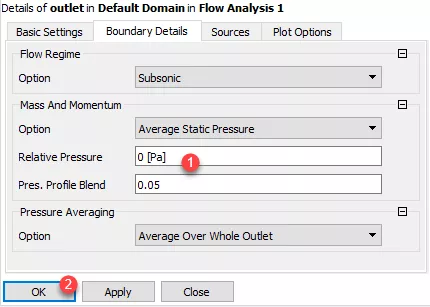 Details of outlet in Default Domain in Flow Analysis 1
Basic Settings Boundary Details Sources Plot Options
Flow Regime
Option Subsonic
Mass And Momentum
Option Average Static Pressure
Relative Pressure 0 [Pa] 1
Pres. Profile Blend 0.05
Pressure Averaging
Option Average Over Whole Outlet
2
OK Apply Close